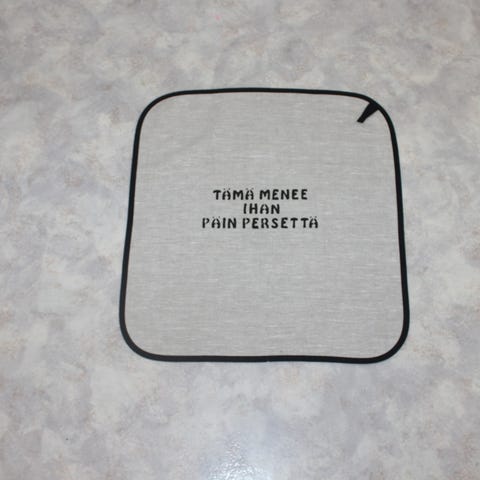 TÄMÄ MENEE
IHAN
PÄIN PERSETTÄ